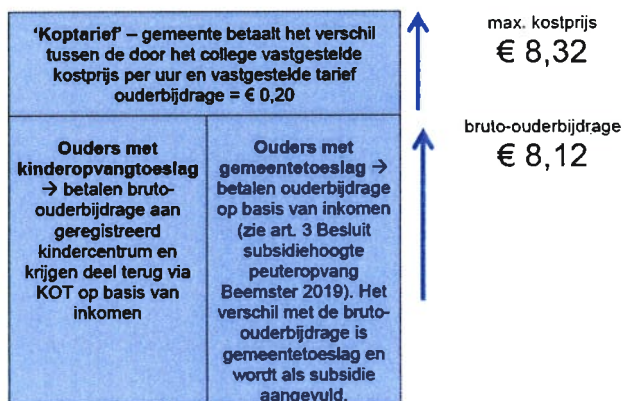 'Koptarief' – gemeente betaalt het verschil
tussen de door het college vastgestelde
kostprijs per uur en vastgestelde tarief
ouderbijdrage = € 0,20
max. kostprijs
€ 8,32
bruto-ouderbijdrage
€ 8,12
Ouders met
kinderopvangtoeslag
→ betalen bruto-
ouderbijdrage aan
geregistreerd
kindercentrum en
krijgen deel terug via
KOT op basis van
inkomen
Ouders met
gemeentetoeslag →
betalen ouderbijdrage
op basis van inkomen
(zie art. 3 Besluit
subsidiehoogte
peuteropvang
Beemster 2019). Het
verschil met de bruto-
ouderbijdrage is
gemeentetoeslag en
wordt als subsidie
aangevuld.